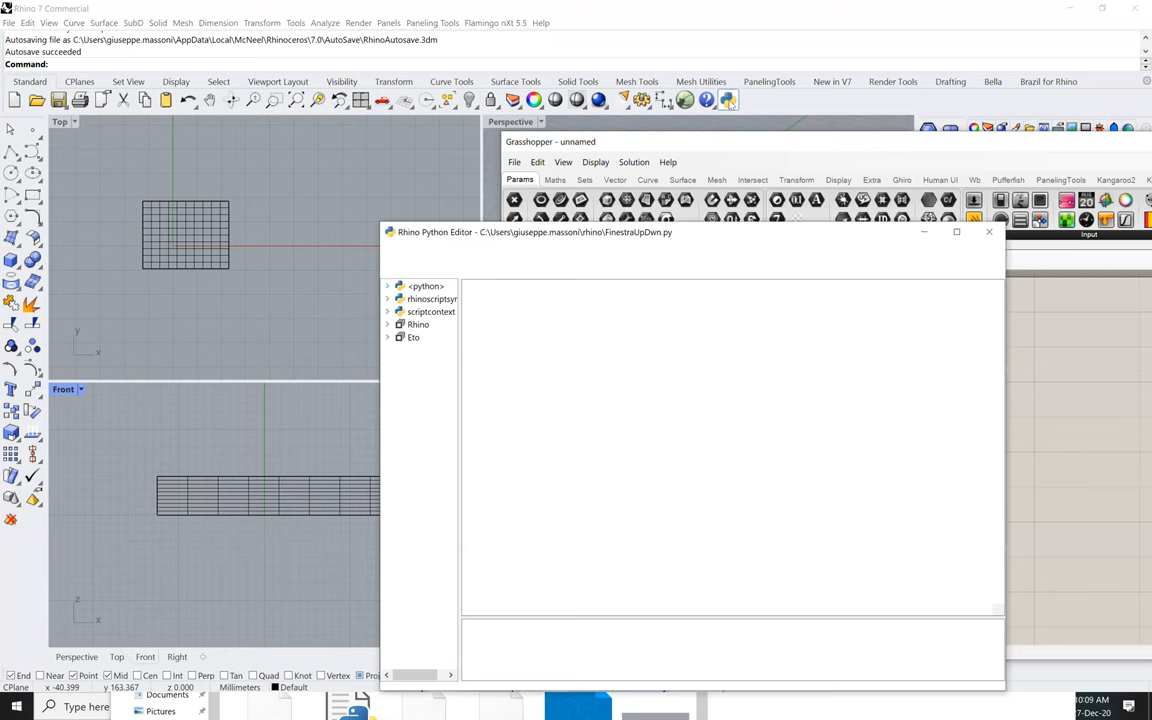 Rhino 7 Commercial
File Edit View Curve Surface SubD Solid Mesh Dimension Transform Tools Analyze Render Panels Paneling Tools Flamingo nXt 5.5 Help
Autosaving file as C:\Users\giuseppe.massoni\AppData\Local\McNeel\Rhinoceros\7.0\AutoSave\RhinoAutosave.3dm
Autosave succeeded
Command:
Standard CPlanes Set View Display Select Viewport Layout Visibility Transform Curve Tools Surface Tools Solid Tools Mesh Tools Mesh Utilities PanelingTools New in V7 Render Tools Drafting Bella Brazil for Rhino
Top
Perspective
Grasshopper - unnamed
File Edit View Display Solution Help
Params Maths Sets Vector Curve Surface Mesh Intersect Transform Display Extra Ghiro Human UI Wb Pufferfish PanelingTools Kangaroo2
Input
Rhino Python Editor - C:\Users\giuseppe.massoni\rhino\FinestraUpDwn.py
<python>
rhinoscriptsyn
scriptcontext
Rhino
Eto
y
x
Front
z
x
Perspective Top Front Right
End Near Point Mid Cen Int Perp Tan Quad Knot Vertex Proj
CPlane x -40.399 y 163.367 z 0.000 Millimeters Default
Documents
Pictures
Type here
10:09 AM
7-Dec-20